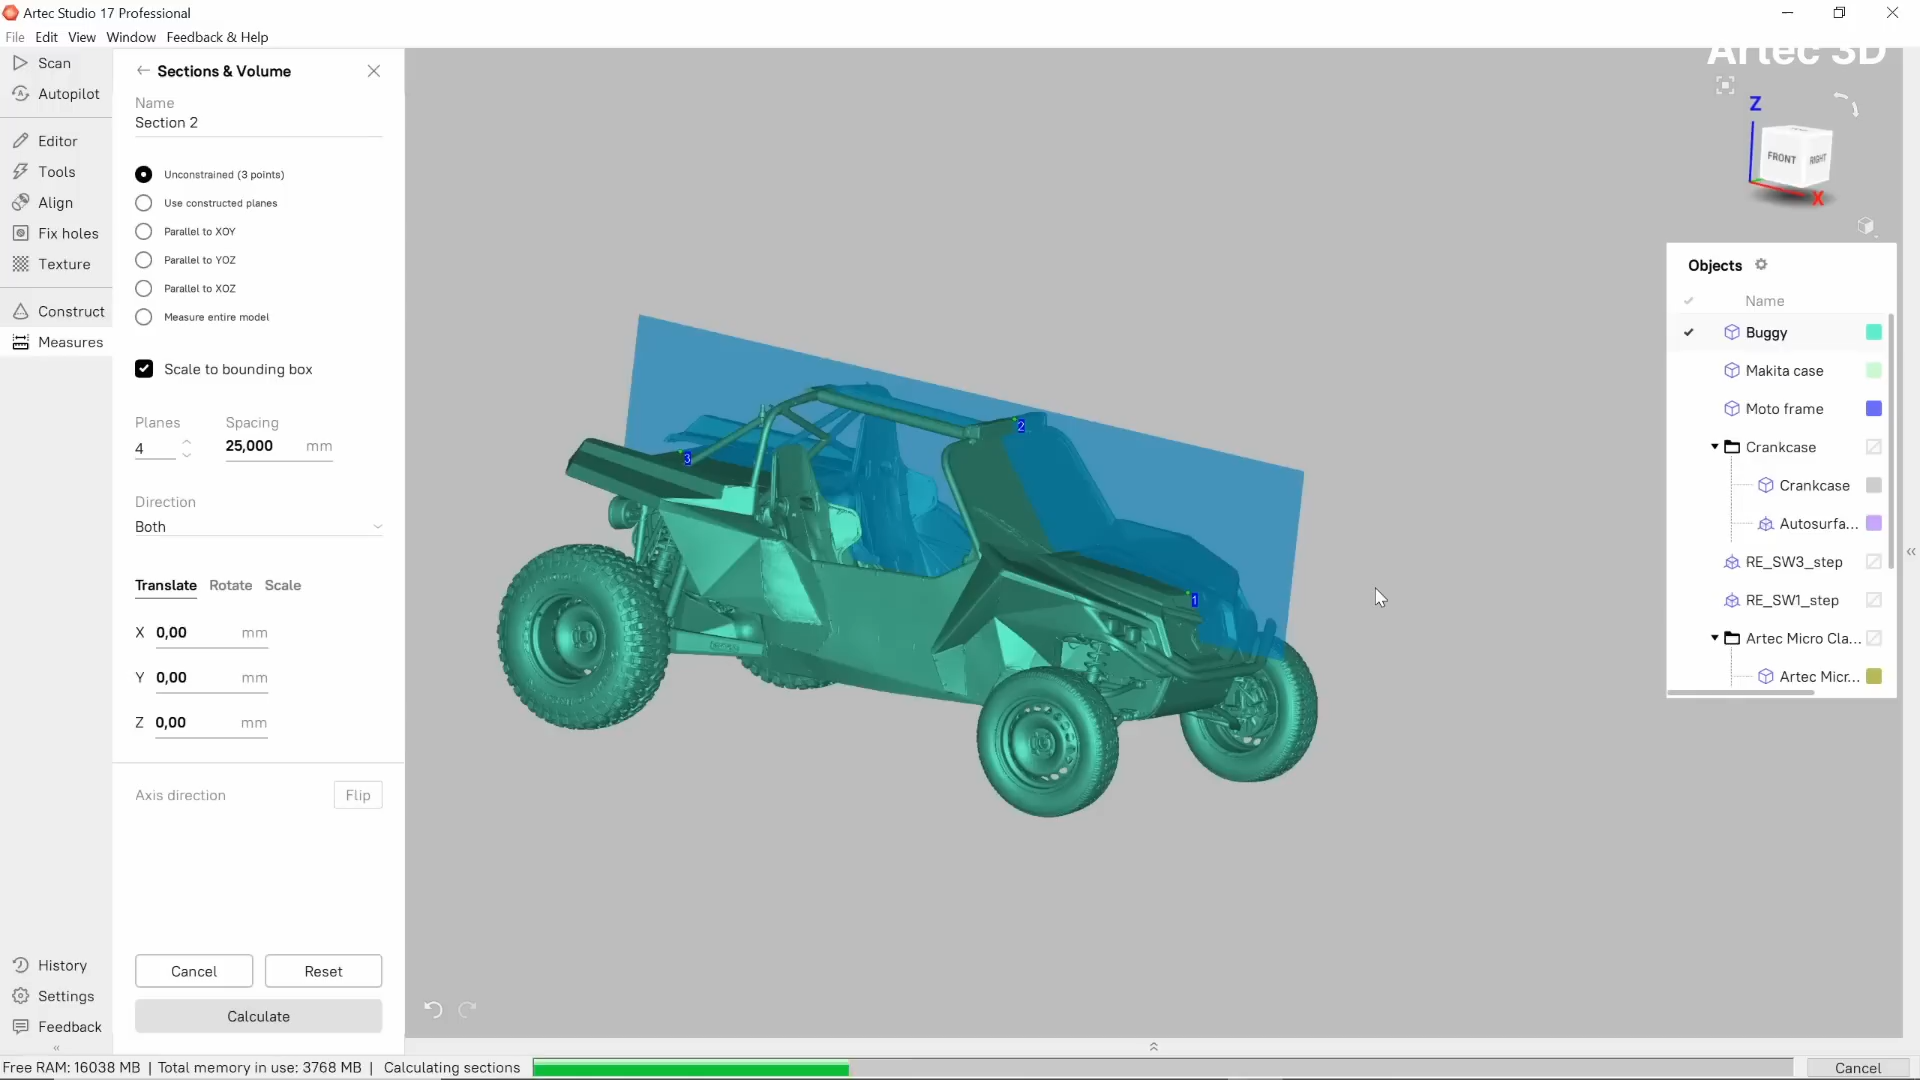 Artec Studio 17 Professional
File Edit View Window Feedback & Help
Scan
Autopilot
Editor
Tools
Align
Fix holes
Texture
Construct
Measures
History
Settings
Feedback
Sections & Volume
Name
Section 2
Unconstrained (3 points)
Use constructed planes
Parallel to XOY
Parallel to YOZ
Parallel to XOZ
Measure entire model
Scale to bounding box
Planes Spacing
4 25,000 mm
Direction
Both
Translate Rotate Scale
X 0,00 mm
Y 0,00 mm
Z 0,00 mm
Axis direction Flip
Cancel Reset
Calculate
3
2
1
Artec 3D
Z
FRONT RIGHT
X
Objects
Name
Buggy
Makita case
Moto frame
Crankcase
Crankcase
Autosurfa...
RE_SW3_step
RE_SW1_step
Artec Micro Cla...
Artec Micr...
Free RAM: 16038 MB | Total memory in use: 3768 MB | Calculating sections Cancel